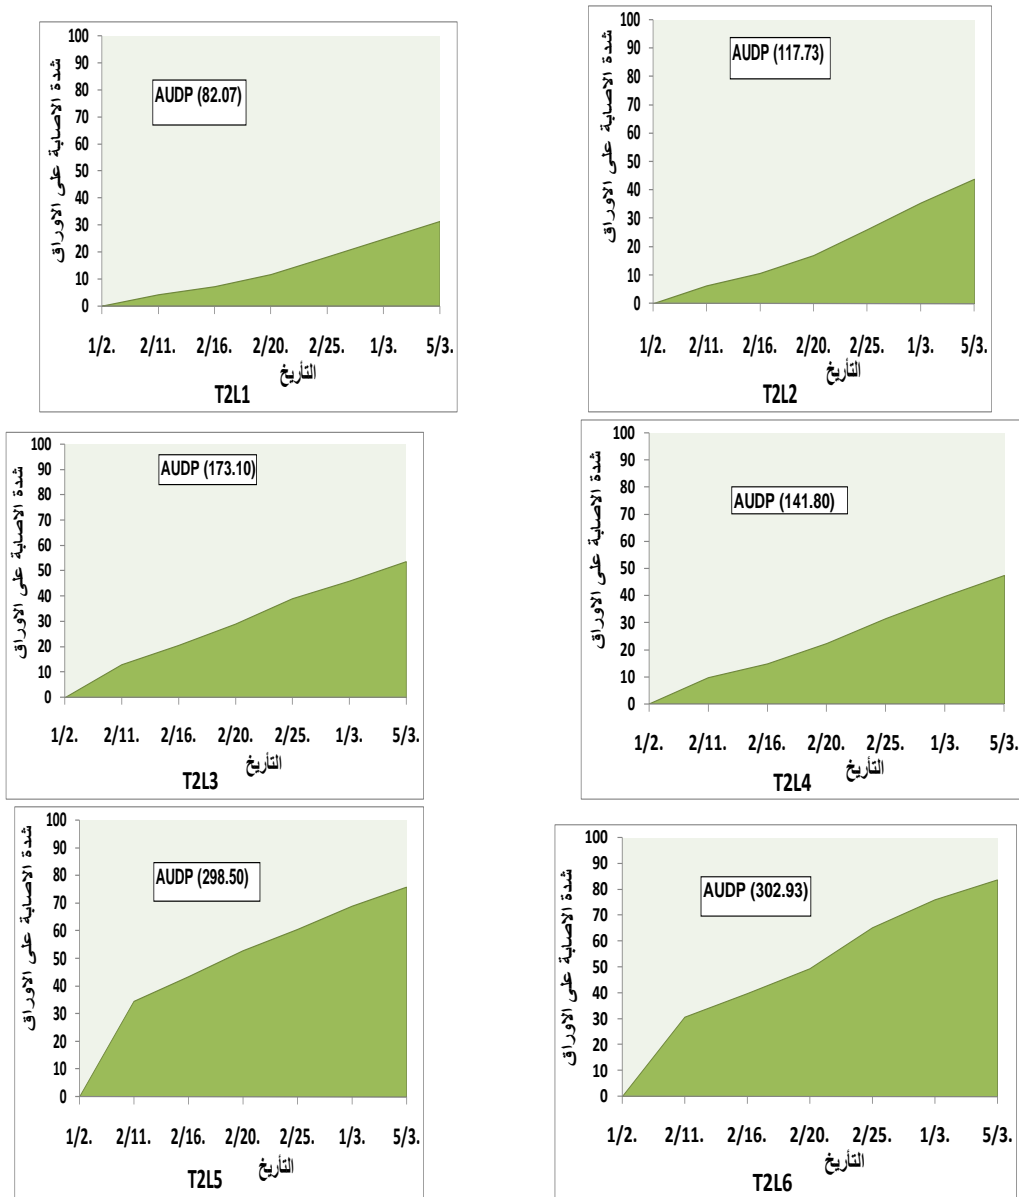 100
90
80
70
60
50
40
30
20
10
0
شدة الاصابة على الاوراق
AUDP (82.07)
1/2. 2/11. 2/16. 2/20. 2/25. 1/3. 5/3.
التأريخ
T2L1
100
90
80
70
60
50
40
30
20
10
0
شدة الاصابة على الاوراق
AUDP (117.73)
1/2. 2/11. 2/16. 2/20. 2/25. 1/3. 5/3.
التأريخ
T2L2
100
90
80
70
60
50
40
30
20
10
0
شدة الاصابة على الاوراق
AUDP (173.10)
1/2. 2/11. 2/16. 2/20. 2/25. 1/3. 5/3.
التأريخ
T2L3
100
90
80
70
60
50
40
30
20
10
0
شدة الاصابة على الاوراق
AUDP (141.80)
1/2. 2/11. 2/16. 2/20. 2/25. 1/3. 5/3.
التأريخ
T2L4
100
90
80
70
60
50
40
30
20
10
0
شدة الاصابة على الاوراق
AUDP (298.50)
1/2. 2/11. 2/16. 2/20. 2/25. 1/3. 5/3.
التأريخ
T2L5
100
90
80
70
60
50
40
30
20
10
0
شدة الاصابة على الاوراق
AUDP (302.93)
1/2. 2/11. 2/16. 2/20. 2/25. 1/3. 5/3.
التأريخ
T2L6